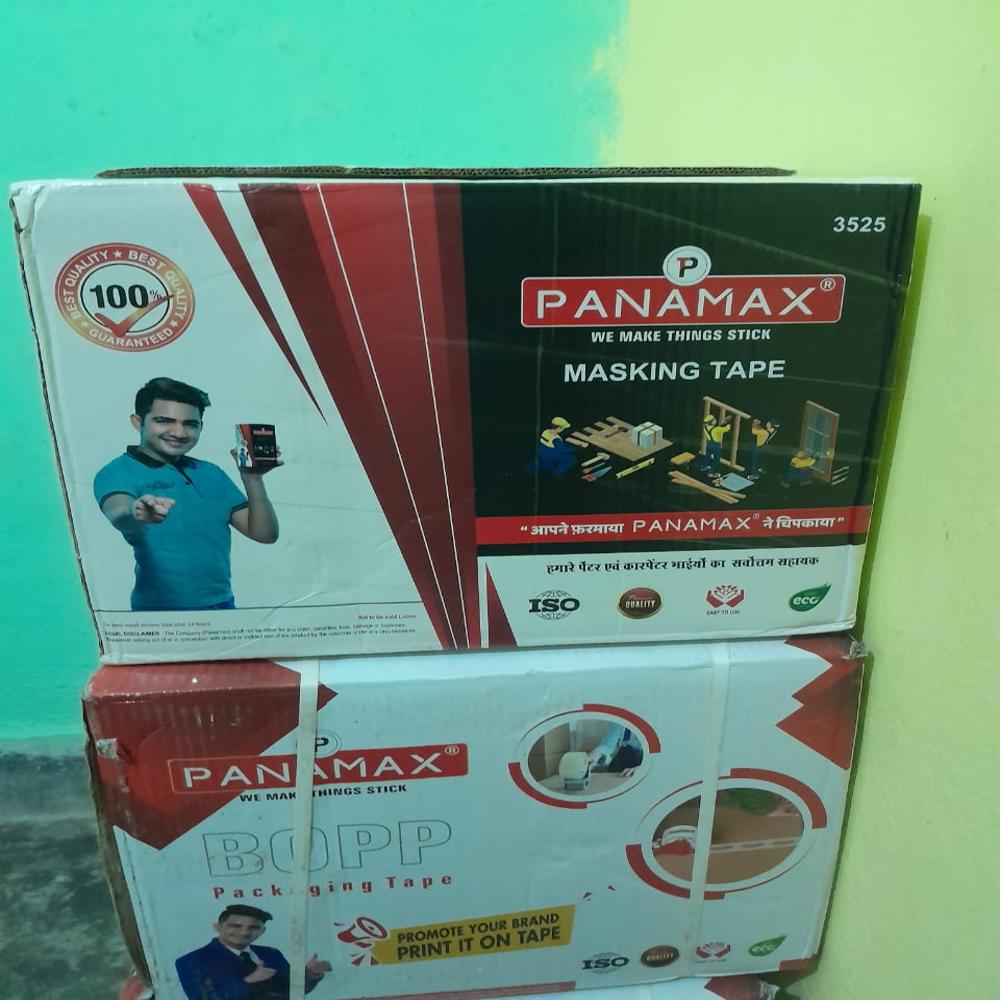 3525
BEST QUALITY ★ BEST QUALITY
100%
GUARANTEED
P
PANAMAX®
WE MAKE THINGS STICK
MASKING TAPE
PANAMAX
“ आपने फ़रमाया PANAMAX® ने चिपकाया ”
हमारे पेंटर एवं कारपेंटर भाईयों का सर्वोत्तम सहायक
ISO
QUALITY
EASY TO USE
eco
Not to be sold Loose
P
PANAMAX®
WE MAKE THINGS STICK
BOPP
Packaging Tape
PROMOTE YOUR BRAND
PRINT IT ON TAPE
ISO
QUALITY
eco